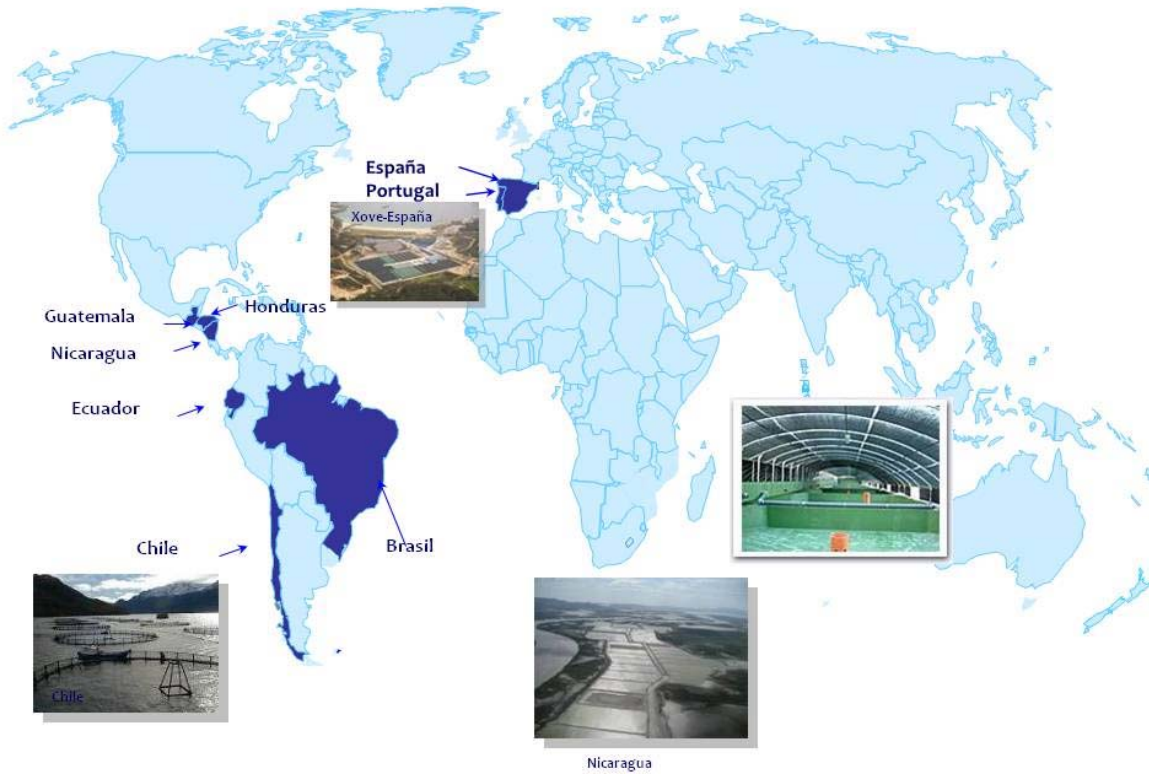 España
Portugal
Xove-España
Honduras
Guatemala
Nicaragua
Ecuador
Chile
Brasil
Chile
Nicaragua